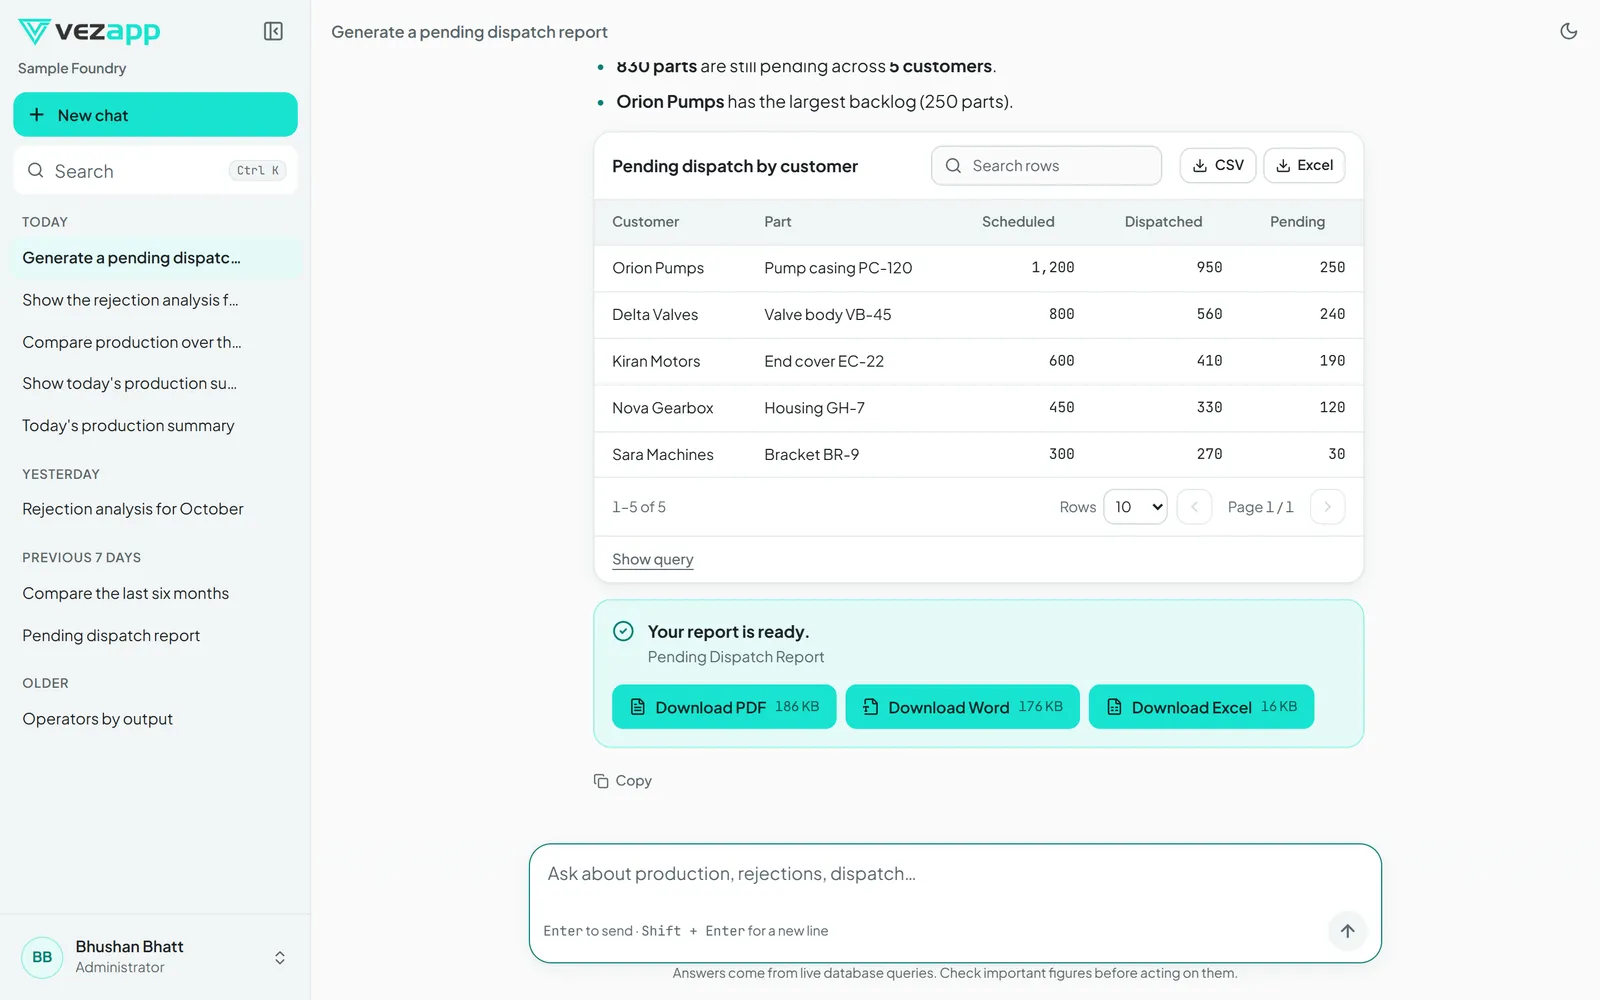 vezapp
Sample Foundry
New chat
Search Ctrl K
TODAY
Generate a pending dispatc...
Show the rejection analysis f...
Compare production over th...
Show today's production su...
Today's production summary
YESTERDAY
Rejection analysis for October
PREVIOUS 7 DAYS
Compare the last six months
Pending dispatch report
OLDER
Operators by output
BB
Bhushan Bhatt
Administrator
Generate a pending dispatch report
830 parts are still pending across 5 customers.
Orion Pumps has the largest backlog (250 parts).
Pending dispatch by customer Search rows CSV Excel
Customer Part Scheduled Dispatched Pending
Orion Pumps Pump casing PC-120 1,200 950 250
Delta Valves Valve body VB-45 800 560 240
Kiran Motors End cover EC-22 600 410 190
Nova Gearbox Housing GH-7 450 330 120
Sara Machines Bracket BR-9 300 270 30
1–5 of 5 Rows 10 Page 1 / 1
Show query
Your report is ready.
Pending Dispatch Report
Download PDF 186 KB Download Word 176 KB Download Excel 16 KB
Copy
Ask about production, rejections, dispatch...
Enter to send · Shift + Enter for a new line
Answers come from live database queries. Check important figures before acting on them.